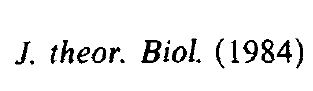 J. theor. Biol. (1984)